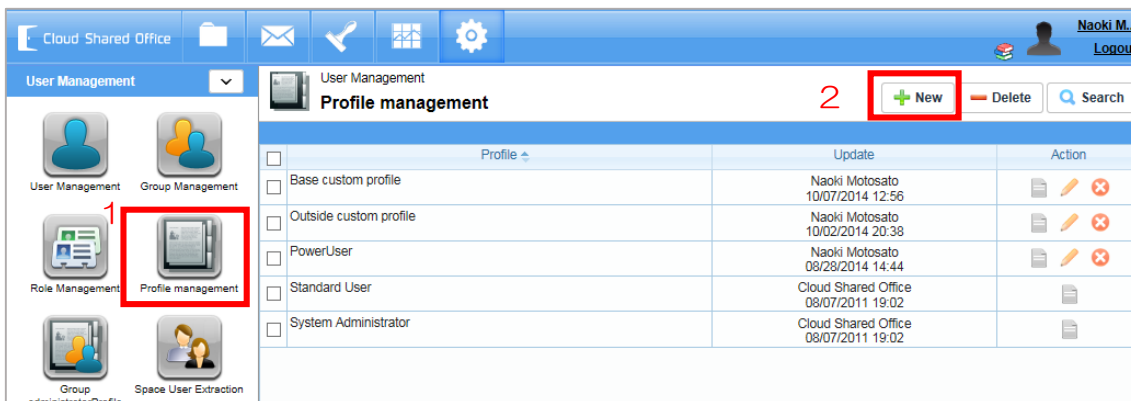 Cloud Shared Office
Naoki M.
Logou
User Management
User Management
Group Management
1
Role Management
Profile management
Group
Space User Extraction
User Management
Profile management
2
New
Delete
Search
Profile
Update
Action
Base custom profile
Naoki Motosato
10/07/2014 12:56
Outside custom profile
Naoki Motosato
10/02/2014 20:38
PowerUser
Naoki Motosato
08/28/2014 14:44
Standard User
Cloud Shared Office
08/07/2011 19:02
System Administrator
Cloud Shared Office
08/07/2011 19:02